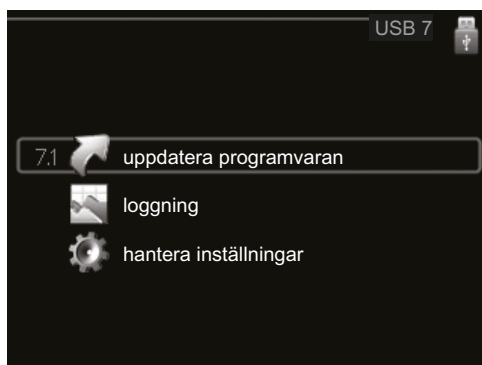 USB 7
7.1 uppdatera programvaran
loggning
hantera inställningar